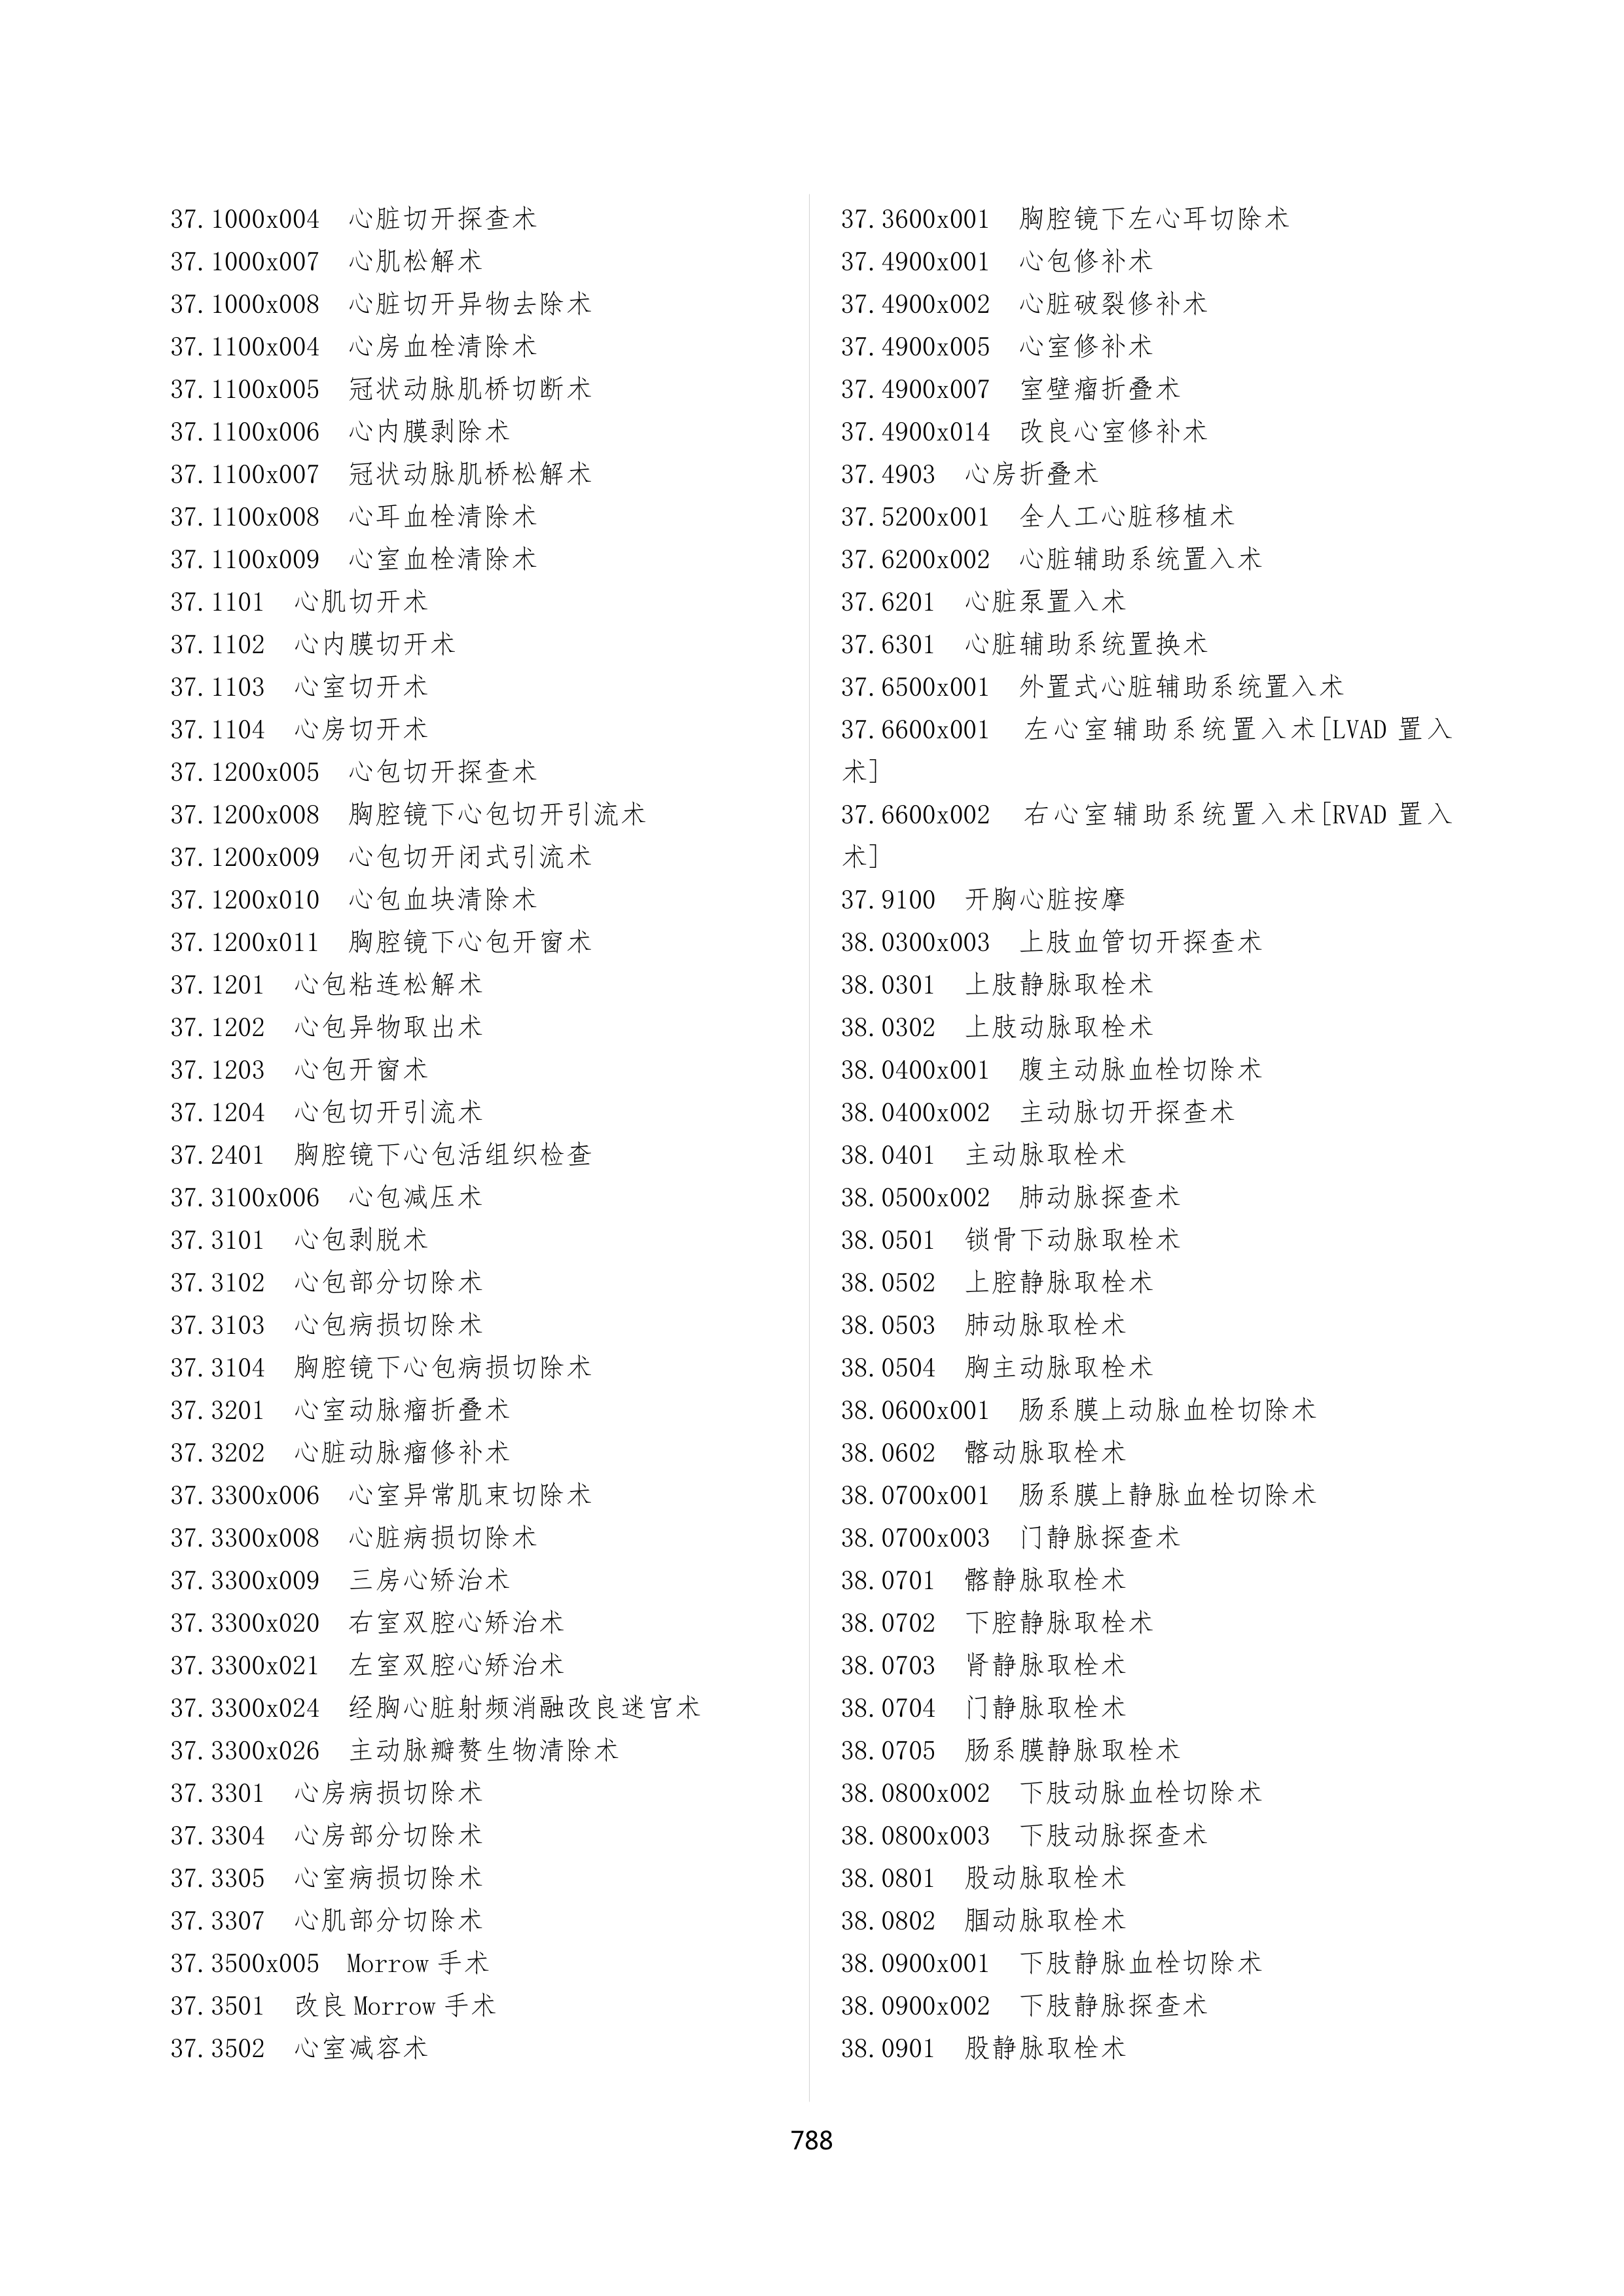 37.1000x004 心脏切开探查术
37.1000x007 心肌松解术
37.1000x008 心脏切开异物去除术
37.1100x004 心房血栓清除术
37.1100x005 冠状动脉肌桥切断术
37.1100x006 心内膜剥除术
37.1100x007 冠状动脉肌桥松解术
37.1100x008 心耳血栓清除术
37.1100x009 心室血栓清除术
37.1101 心肌切开术
37.1102 心内膜切开术
37.1103 心室切开术
37.1104 心房切开术
37.1200x005 心包切开探查术
37.1200x008 胸腔镜下心包切开引流术
37.1200x009 心包切开闭式引流术
37.1200x010 心包血块清除术
37.1200x011 胸腔镜下心包开窗术
37.1201 心包粘连松解术
37.1202 心包异物取出术
37.1203 心包开窗术
37.1204 心包切开引流术
37.2401 胸腔镜下心包活组织检查
37.3100x006 心包减压术
37.3101 心包剥脱术
37.3102 心包部分切除术
37.3103 心包病损切除术
37.3104 胸腔镜下心包病损切除术
37.3201 心室动脉瘤折叠术
37.3202 心脏动脉瘤修补术
37.3300x006 心室异常肌束切除术
37.3300x008 心脏病损切除术
37.3300x009 三房心矫治术
37.3300x020 右室双腔心矫治术
37.3300x021 左室双腔心矫治术
37.3300x024 经胸心脏射频消融改良迷宫术
37.3300x026 主动脉瓣赘生物清除术
37.3301 心房病损切除术
37.3304 心房部分切除术
37.3305 心室病损切除术
37.3307 心肌部分切除术
37.3500x005 Morrow 手术
37.3501 改良 Morrow 手术
37.3502 心室减容术
37.3600x001 胸腔镜下左心耳切除术
37.4900x001 心包修补术
37.4900x002 心脏破裂修补术
37.4900x005 心室修补术
37.4900x007 室壁瘤折叠术
37.4900x014 改良心室修补术
37.4903 心房折叠术
37.5200x001 全人工心脏移植术
37.6200x002 心脏辅助系统置入术
37.6201 心脏泵置入术
37.6301 心脏辅助系统置换术
37.6500x001 外置式心脏辅助系统置入术
37.6600x001 左心室辅助系统置入术[LVAD 置入
术]
37.6600x002 右心室辅助系统置入术[RVAD 置入
术]
37.9100 开胸心脏按摩
38.0300x003 上肢血管切开探查术
38.0301 上肢静脉取栓术
38.0302 上肢动脉取栓术
38.0400x001 腹主动脉血栓切除术
38.0400x002 主动脉切开探查术
38.0401 主动脉取栓术
38.0500x002 肺动脉探查术
38.0501 锁骨下动脉取栓术
38.0502 上腔静脉取栓术
38.0503 肺动脉取栓术
38.0504 胸主动脉取栓术
38.0600x001 肠系膜上动脉血栓切除术
38.0602 髂动脉取栓术
38.0700x001 肠系膜上静脉血栓切除术
38.0700x003 门静脉探查术
38.0701 髂静脉取栓术
38.0702 下腔静脉取栓术
38.0703 肾静脉取栓术
38.0704 门静脉取栓术
38.0705 肠系膜静脉取栓术
38.0800x002 下肢动脉血栓切除术
38.0800x003 下肢动脉探查术
38.0801 股动脉取栓术
38.0802 腘动脉取栓术
38.0900x001 下肢静脉血栓切除术
38.0900x002 下肢静脉探查术
38.0901 股静脉取栓术
788